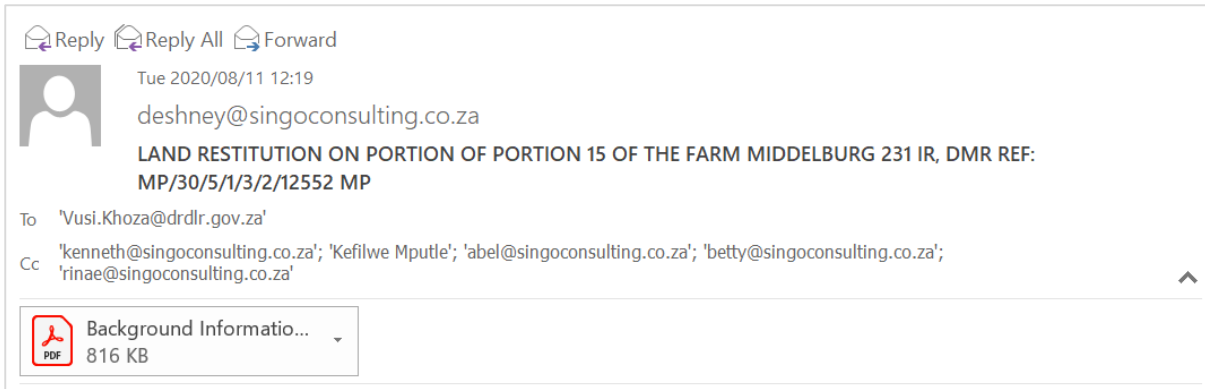 Reply Reply All Forward
Tue 2020/08/11 12:19
deshney@singoconsulting.co.za
LAND RESTITUTION ON PORTION OF PORTION 15 OF THE FARM MIDDELBURG 231 IR, DMR REF:
MP/30/5/1/3/2/12552 MP
To 'Vusi.Khoza@drdlr.gov.za'
Cc 'kenneth@singoconsulting.co.za'; 'Kefilwe Mputle'; 'abel@singoconsulting.co.za'; 'betty@singoconsulting.co.za';
'rinae@singoconsulting.co.za'
Background Informatio...
PDF 816 KB